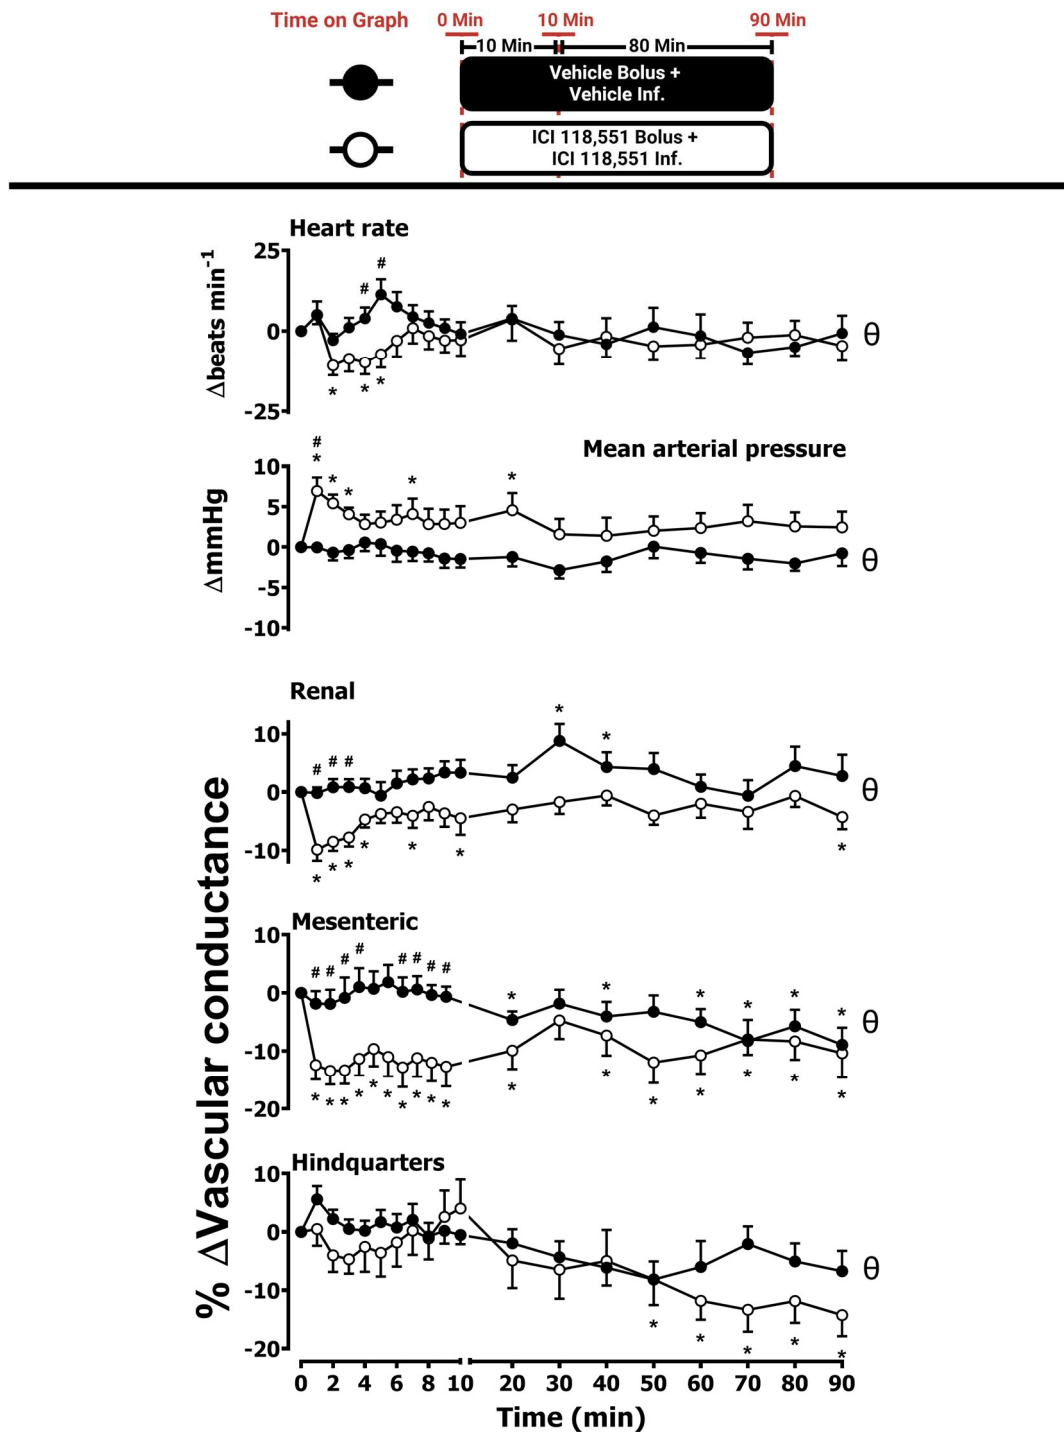 Time on Graph 0 Min 10 Min 90 Min
10 Min 80 Min
Vehicle Bolus +
Vehicle Inf.
ICI 118,551 Bolus +
ICI 118,551 Inf.
Heart rate
Δbeats min⁻¹
25
0
-25
# #
* * *
θ
Mean arterial pressure
ΔmmHg
10
5
0
-5
-10
#
* * * * *
θ
% ΔVascular conductance
Renal
10
0
-10
# # #
* *
* * * * * * *
θ
Mesenteric
10
0
-10
-20
# # # # # # # #
* * * * * *
* * * * * * * * * *
* * * * * * *
θ
Hindquarters
10
0
-10
-20
* * * * *
θ
0 2 4 6 8 10 20 30 40 50 60 70 80 90
Time (min)